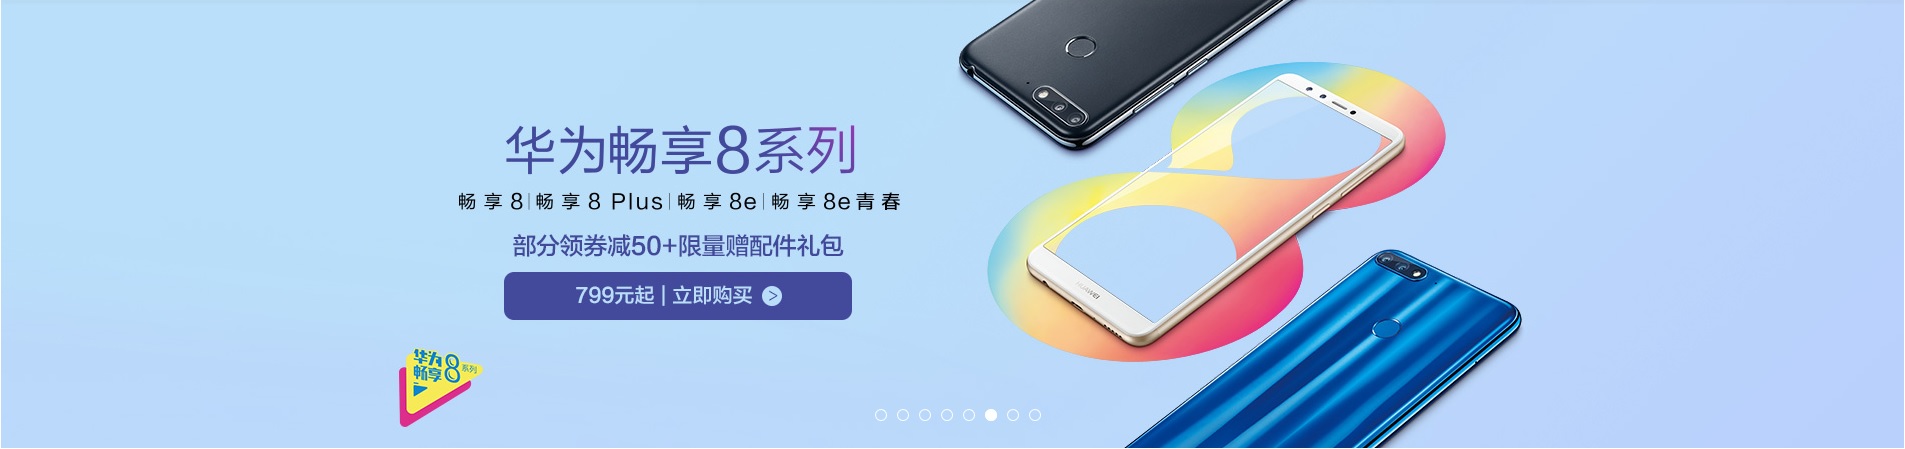 华为畅享8系列
畅享8|畅享8 Plus|畅享8e|畅享8e青春
部分领券减50+限量赠配件礼包
799元起 | 立即购买 >
华为
畅享8系列
HUAWEI